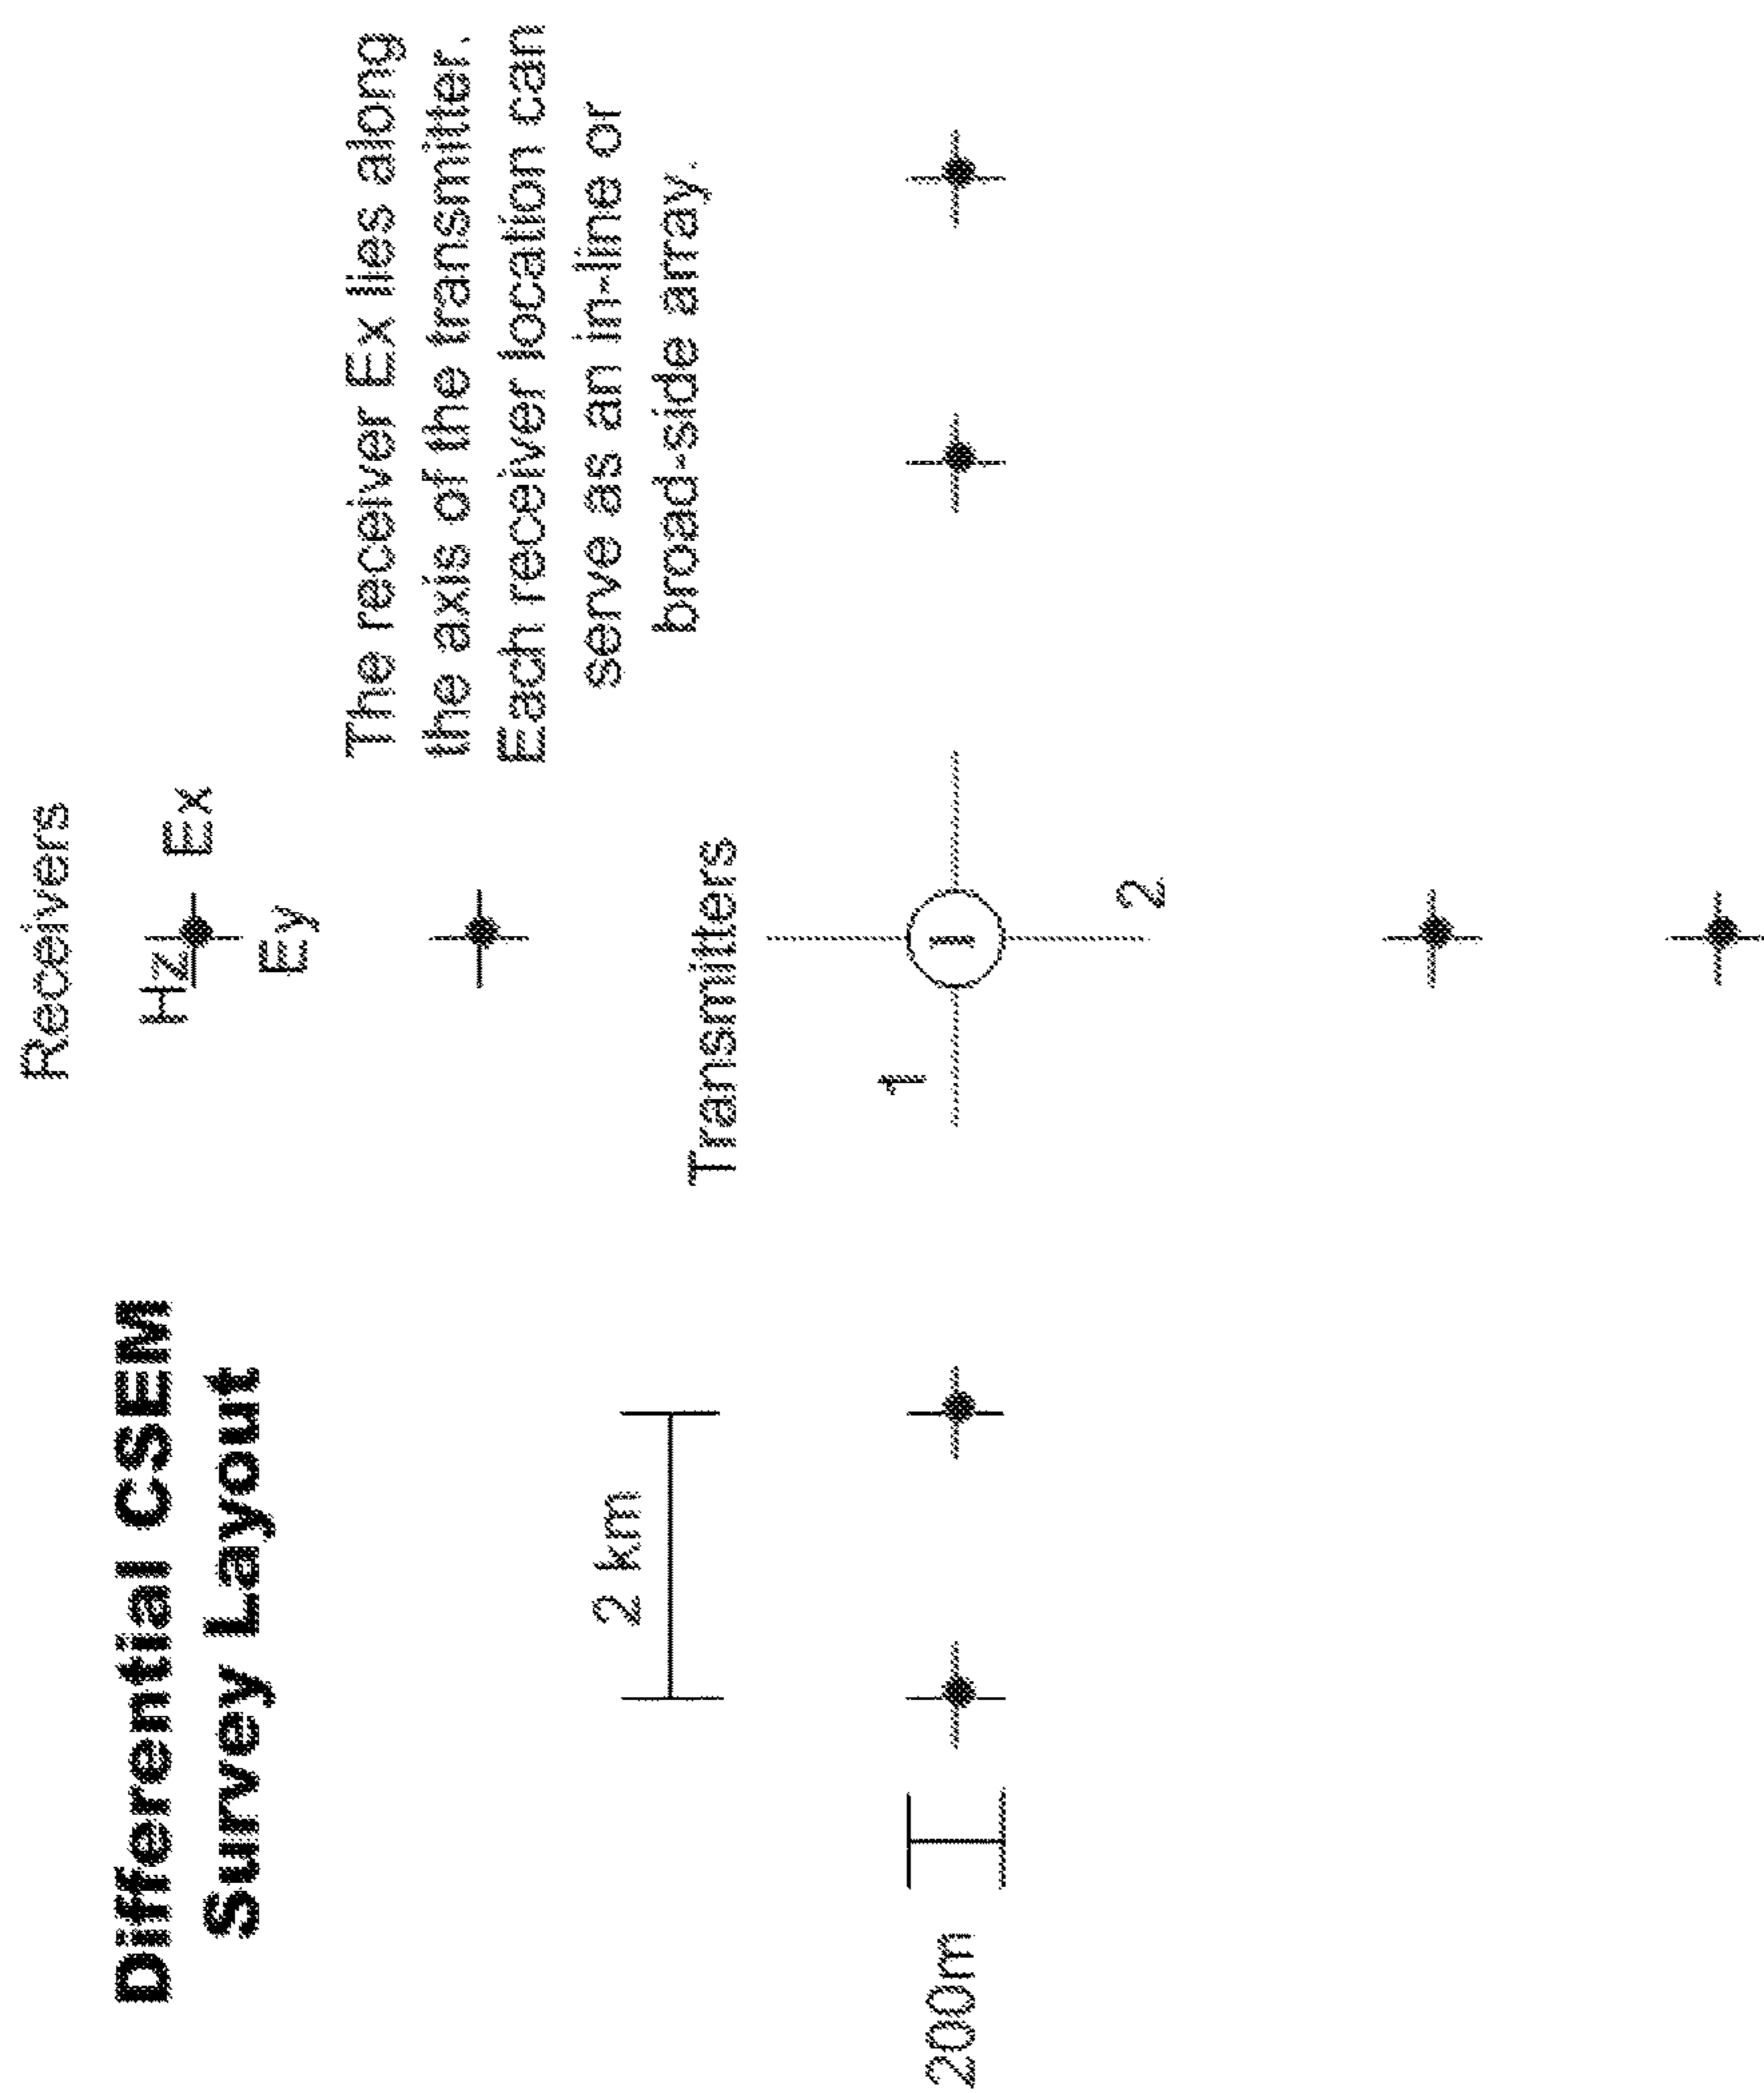 Differential CSEM
Survey Layout
Receivers
Hz
Ex
Ey
The receiver Ex lies along
the axis of the transmitter.
Each receiver location can
serve as an in-line or
broad-side array.
2 km
Transmitters
1
2
200m